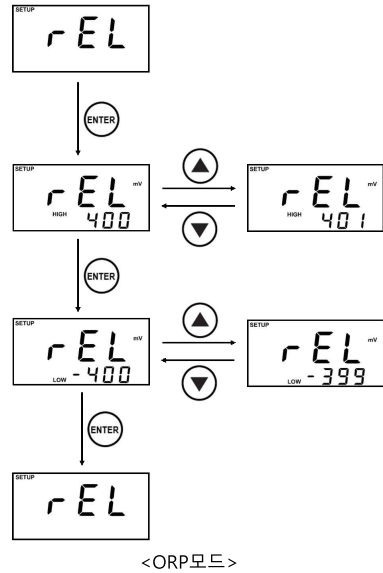 SETUP
rEL
ENTER
SETUP
rEL mV
HIGH 400
SETUP
rEL mV
HIGH 401
ENTER
SETUP
rEL mV
LOW -400
SETUP
rEL mV
LOW -399
ENTER
SETUP
rEL
<ORP모드>